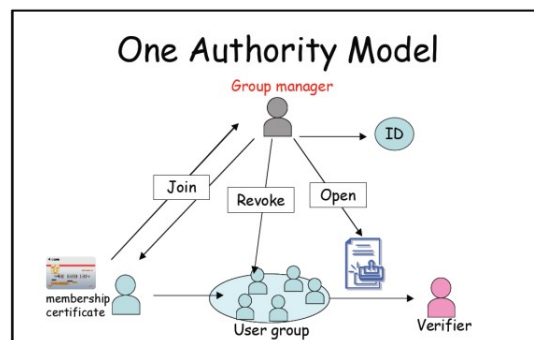 One Authority Model
Group manager
ID
Join
Revoke
Open
membership
certificate
User group
Verifier